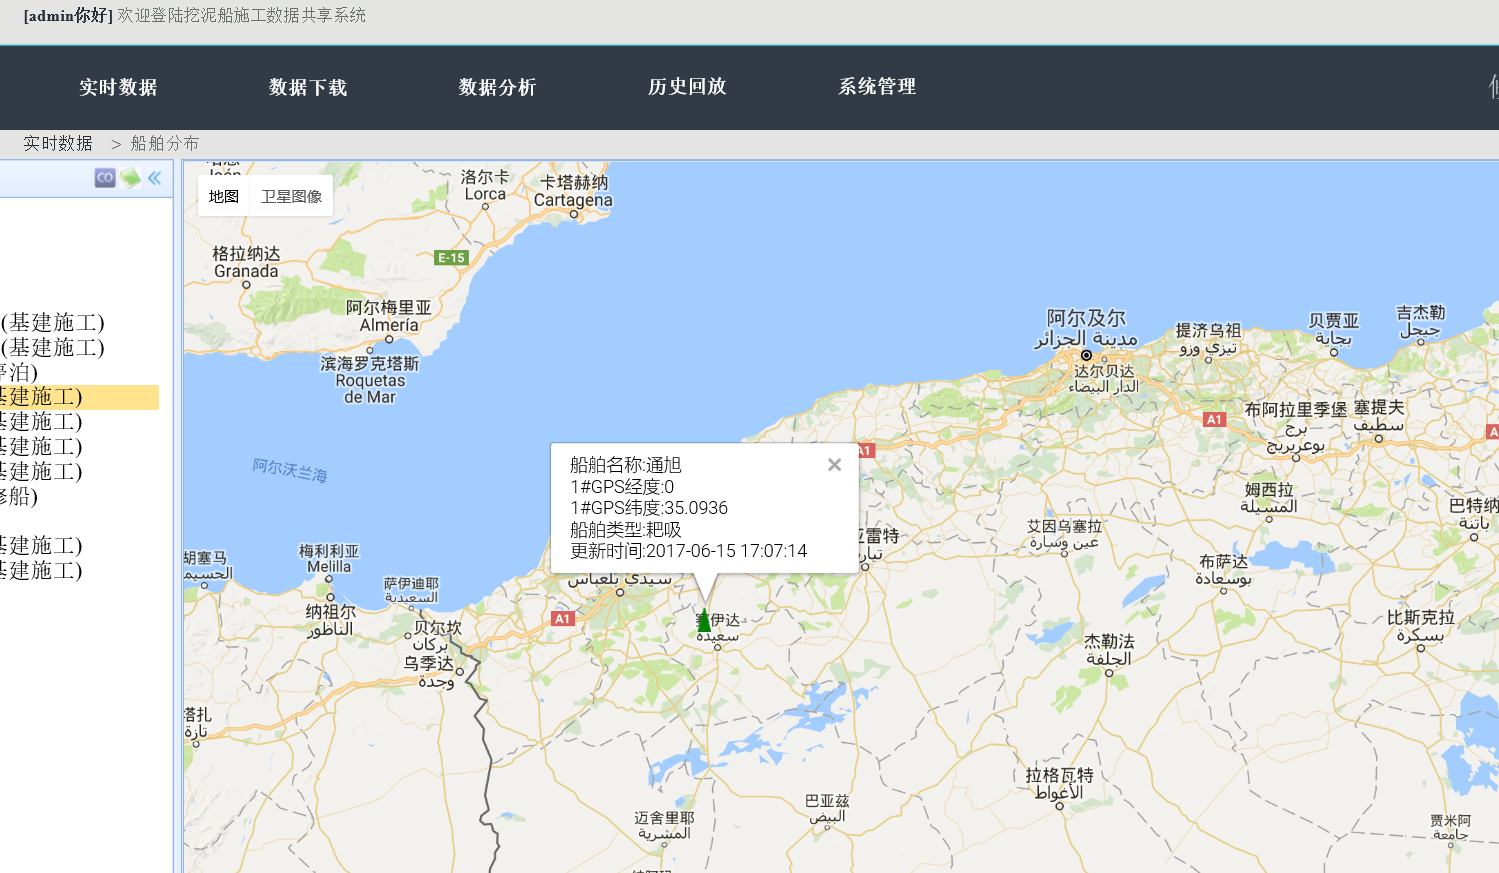 [admin你好] 欢迎登陆挖泥船施工数据共享系统
实时数据
数据下载
数据分析
历史回放
系统管理
实时数据 > 船舶分布
CO
(基建施工)
(基建施工)
泊)
建施工)
建施工)
建施工)
建施工)
船)
建施工)
建施工)
地图
卫星图像
洛尔卡
Lorca
卡塔赫纳
Cartagena
格拉纳达
Granada
E-15
阿尔梅里亚
Almería
滨海罗克塔斯
Roquetas
de Mar
阿尔沃兰海
阿尔及尔
مدينة الجزائر
达尔贝达
الدار البيضاء
提济乌祖
تيزي وزو
贝贾亚
بجاية
吉杰勒
جيجل
A1
布阿拉里季堡
برج
بوعريريج
塞提夫
سطيف
A1
船舶名称:通旭
1#GPS经度:0
1#GPS纬度:35.0936
船舶类型:耙吸
更新时间:2017-06-15 17:07:14
雷特
姆西拉
المسيلة
巴特纳
باتنة
艾因乌塞拉
عين وسارة
布萨达
بوسعادة
胡塞马
الحسيم
梅利利亚
Melilla
萨伊迪耶
السعيدية
سيدي بلعباس
A1
伊达
سعيدة
纳祖尔
الناظور
贝尔坎
بركان
乌季达
وجدة
杰勒法
الجلفة
比斯克拉
بسكرة
塔扎
تازة
拉格瓦特
الأغواط
迈舍里耶
المشرية
巴亚兹
البيض
贾米阿
جامعة